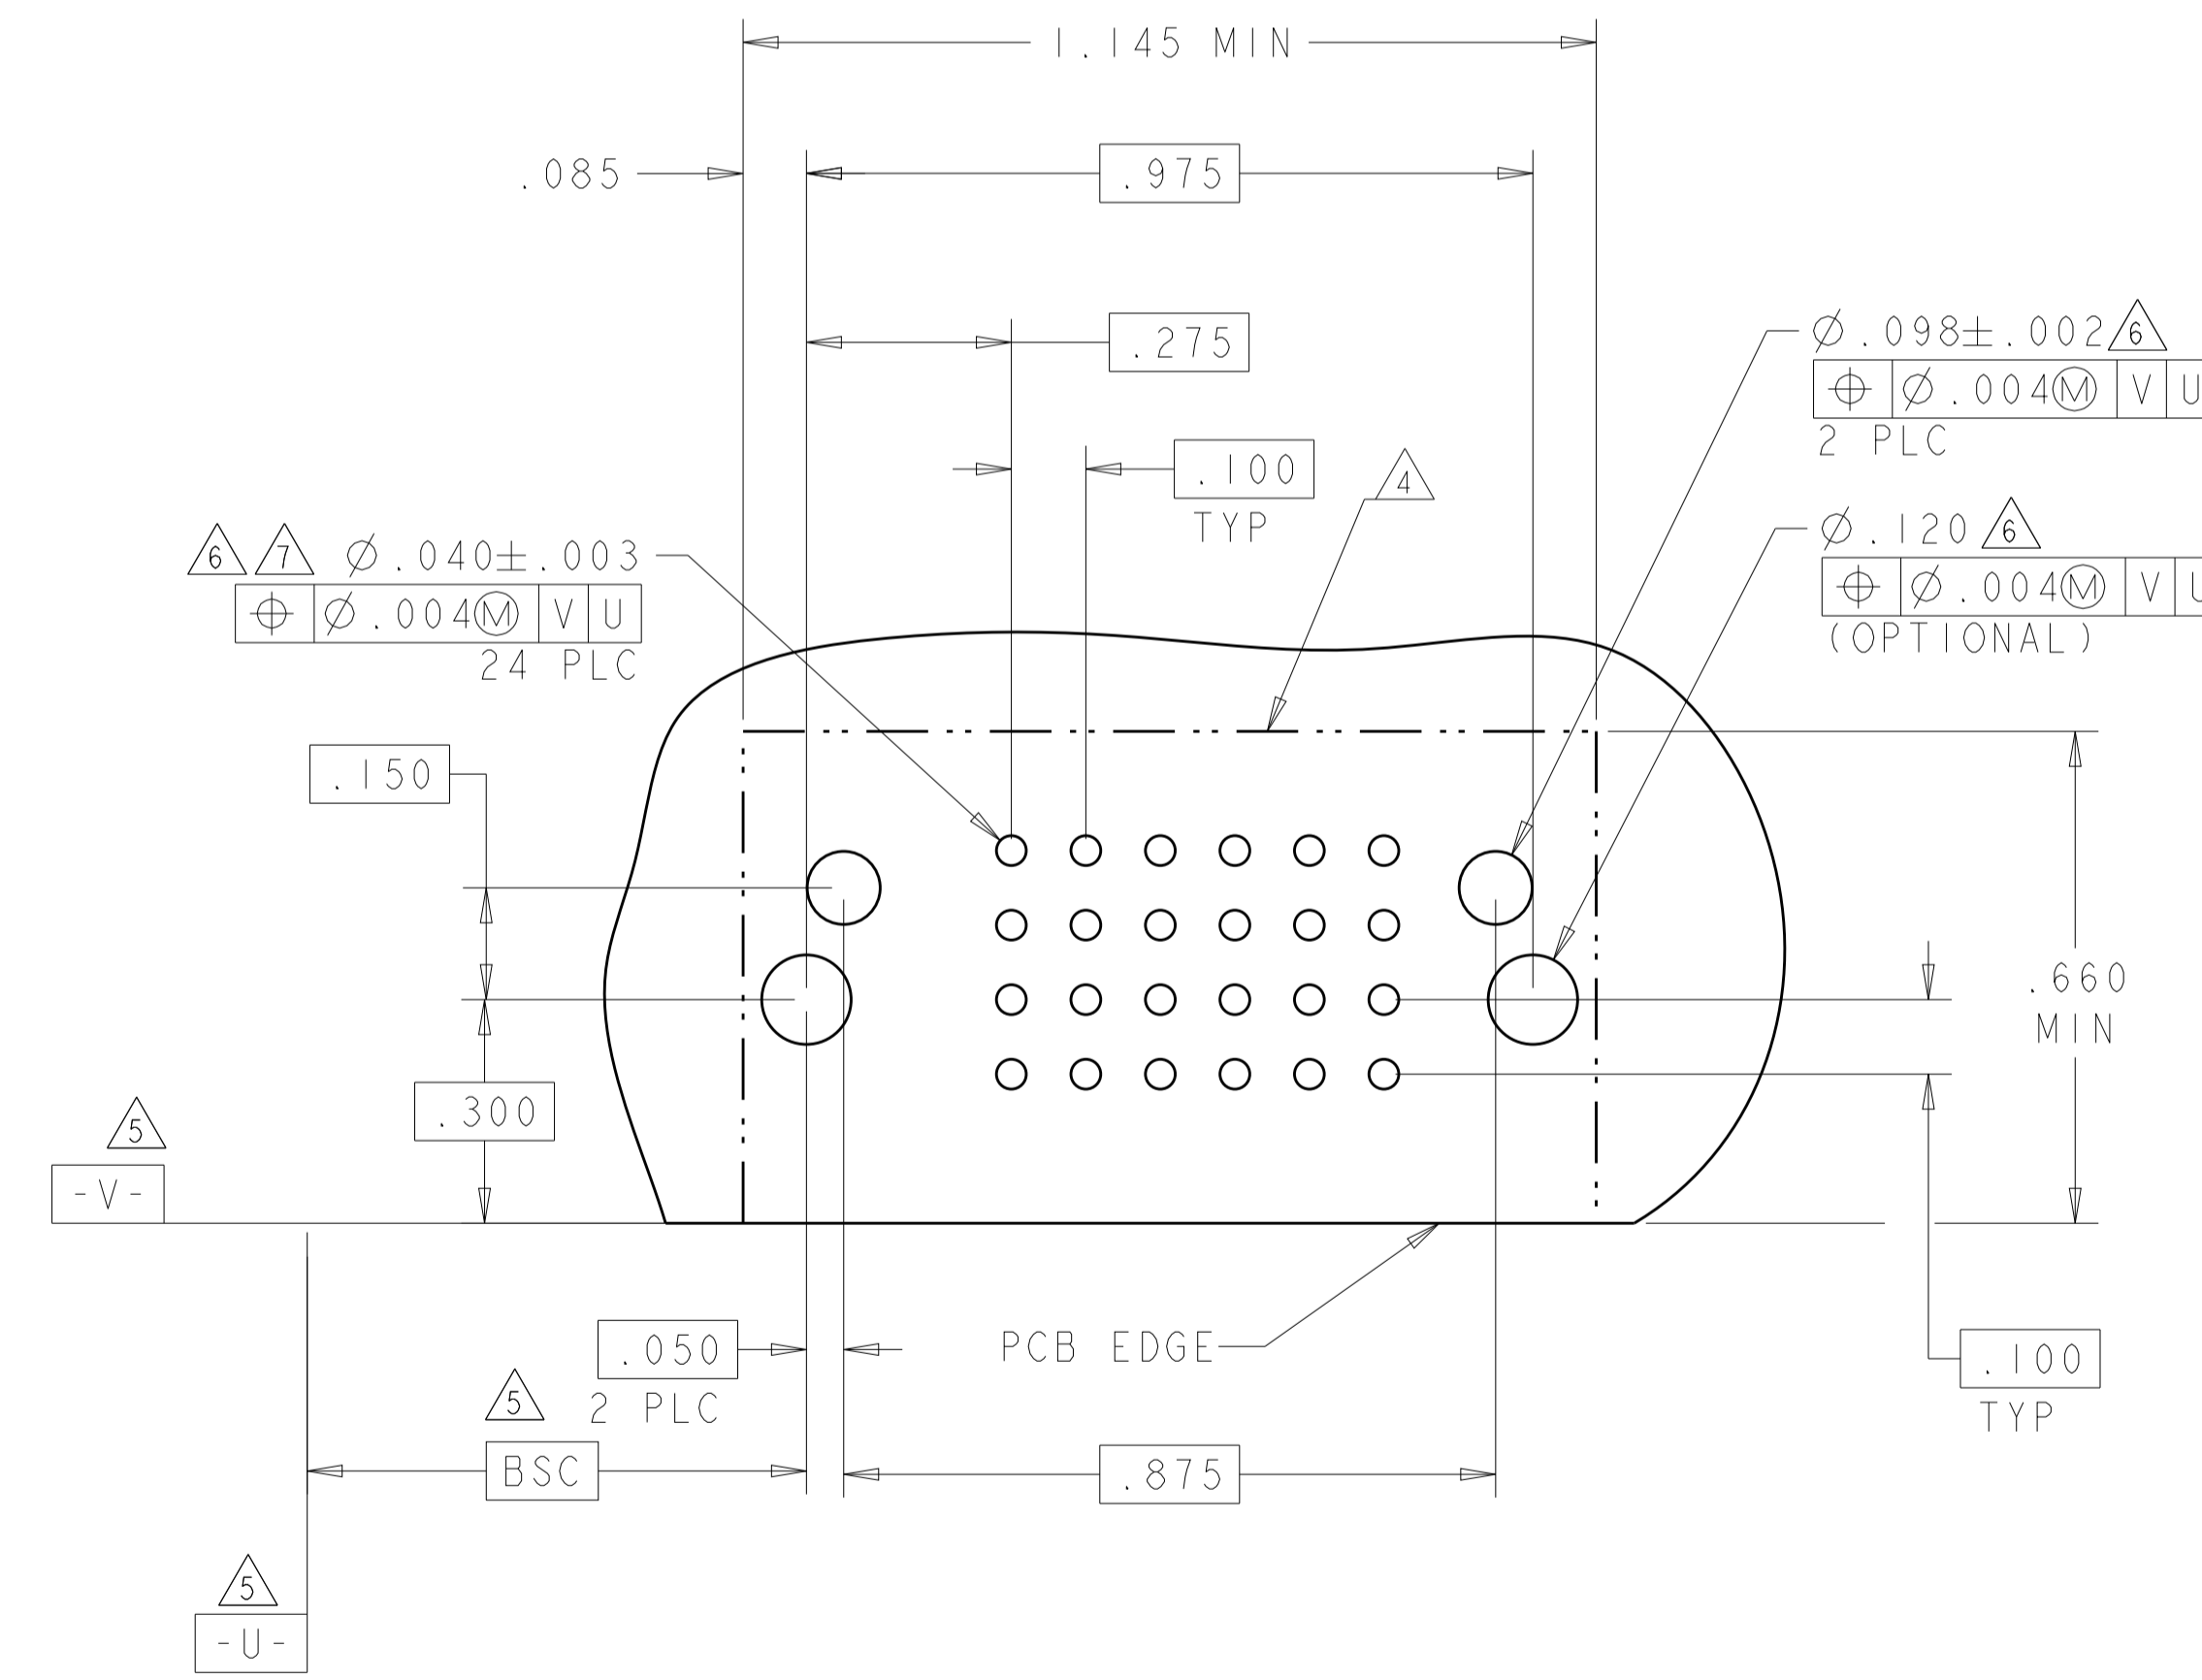 1.145 MIN
.085
.975
.275
⌀.098±.002 6
⌖ ⌀.004Ⓜ V U
2 PLC
.100
TYP
4
⌀.120 6
⌖ ⌀.004Ⓜ V U
(OPTIONAL)
6 7 ⌀.040±.003
⌖ ⌀.004Ⓜ V U
24 PLC
.150
.660
MIN
.300
5
-V-
.050
2 PLC
PCB EDGE
.100
TYP
5
BSC
.875
5
-U-